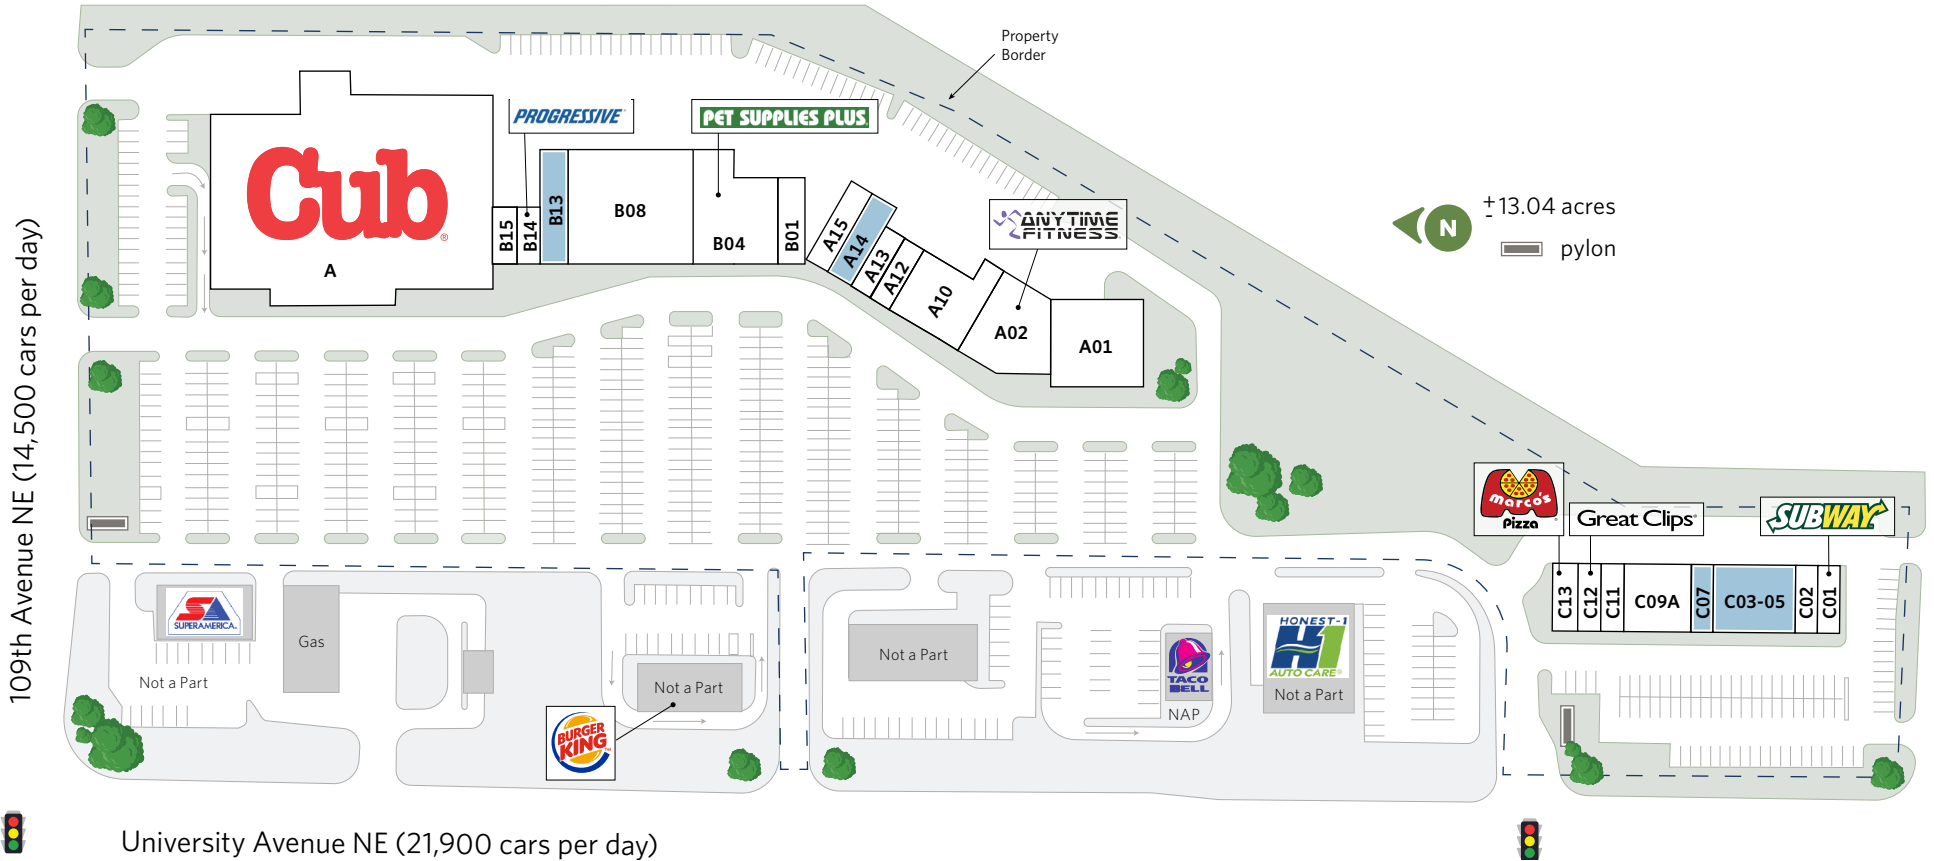 Property
Border
PROGRESSIVE
PET SUPPLIES PLUS
Cub
A
B15
B14
B13
B08
B04
B01
A15
A14
A13
A12
A10
ANYTIME
FITNESS
A02
A01
N
+
-13.04 acres
pylon
109th Avenue NE (14,500 cars per day)
marco's
Pizza
Great Clips
SUBWAY
C13
C12
C11
C09A
C07
C03-05
C02
C01
SA
SUPERAMERICA.
Not a Part
Gas
Not a Part
BURGER
KING
Not a Part
TACO
BELL
NAP
HONEST-1
H1
AUTO CARE®
Not a Part
University Avenue NE (21,900 cars per day)